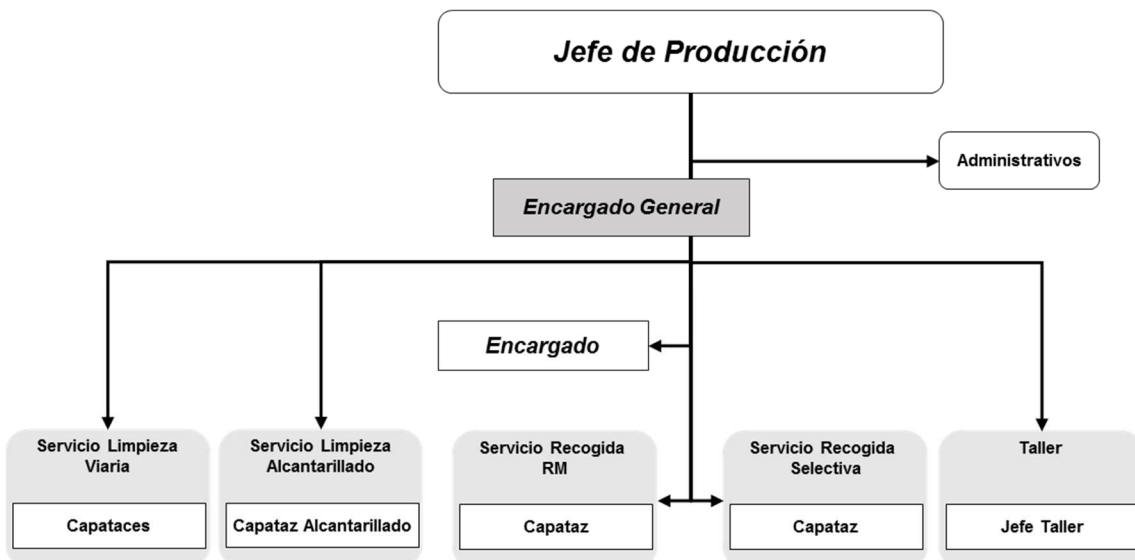 Jefe de Producción
Administrativos
Encargado General
Encargado
Servicio Limpieza
Viaria
Capataces
Servicio Limpieza
Alcantarillado
Capataz Alcantarillado
Servicio Recogida
RM
Capataz
Servicio Recogida
Selectiva
Capataz
Taller
Jefe Taller